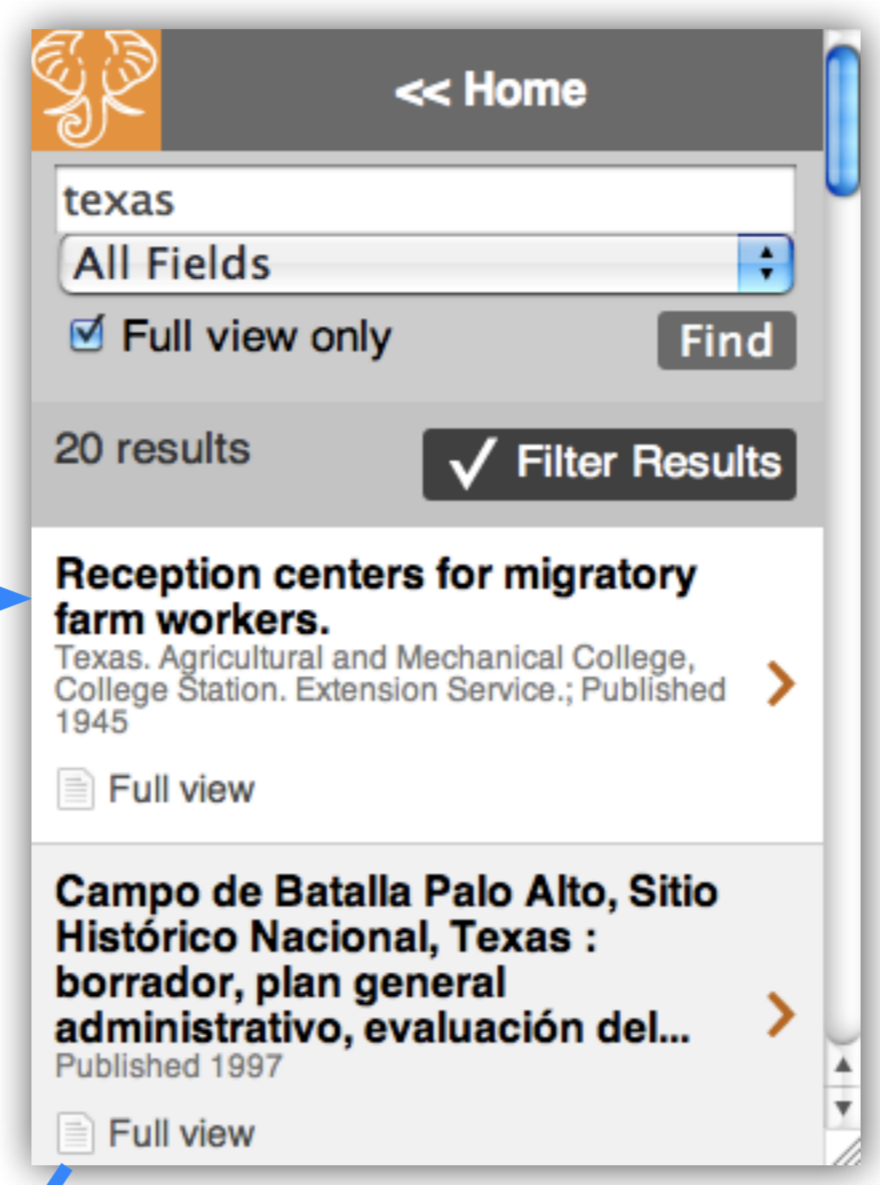 << Home
texas
All Fields
Full view only
Find
20 results
Filter Results
Reception centers for migratory
farm workers.
Texas. Agricultural and Mechanical College,
College Station. Extension Service.; Published
1945
Full view
Campo de Batalla Palo Alto, Sitio
Histórico Nacional, Texas :
borrador, plan general
administrativo, evaluación del...
Published 1997
Full view